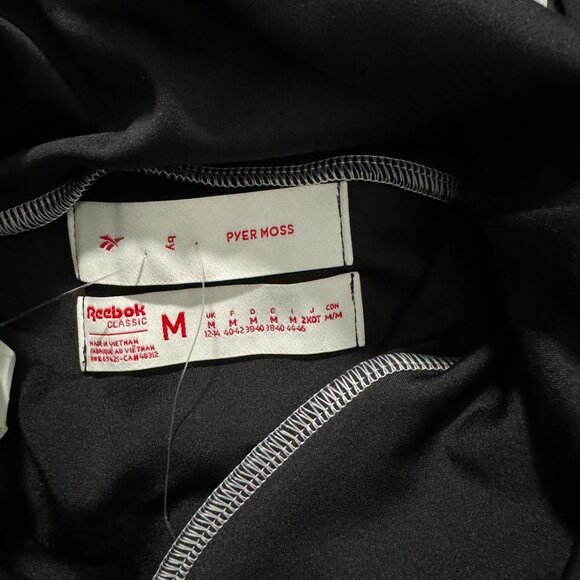 by PYER MOSS
Reebok
CLASSIC
MADE IN VIETNAM
FABRIQUÉ AU VIETNAM
M
UK F D E I J CDN
M M M M M 2XOT M/M
12-14 40-42 38-40 38-40 44-46